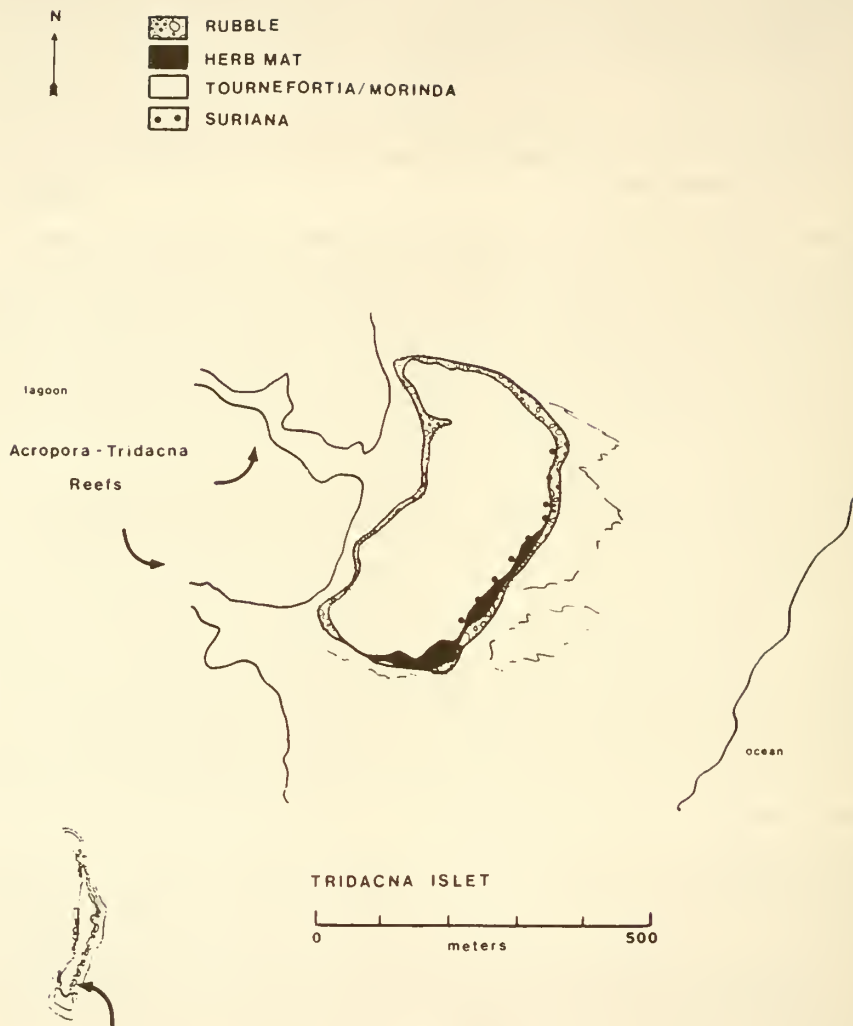 N
RUBBLE
HERB MAT
TOURNEFORTIA/MORINDA
SURIANA
lagoon
Acropora - Tridacna
Reefs
ocean
TRIDACNA ISLET
0 500
meters